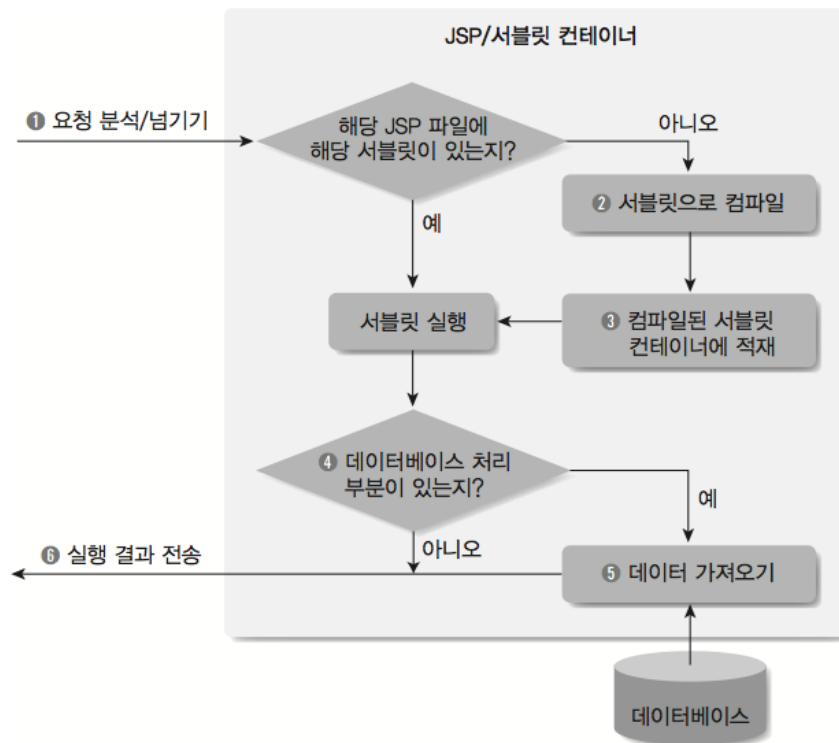 JSP/서블릿 컨테이너
❶ 요청 분석/넘기기
해당 JSP 파일에
해당 서블릿이 있는지?
아니오
❷ 서블릿으로 컴파일
예
서블릿 실행
❸ 컴파일된 서블릿
컨테이너에 적재
❹ 데이터베이스 처리
부분이 있는지?
예
아니오
❻ 실행 결과 전송
❺ 데이터 가져오기
데이터베이스